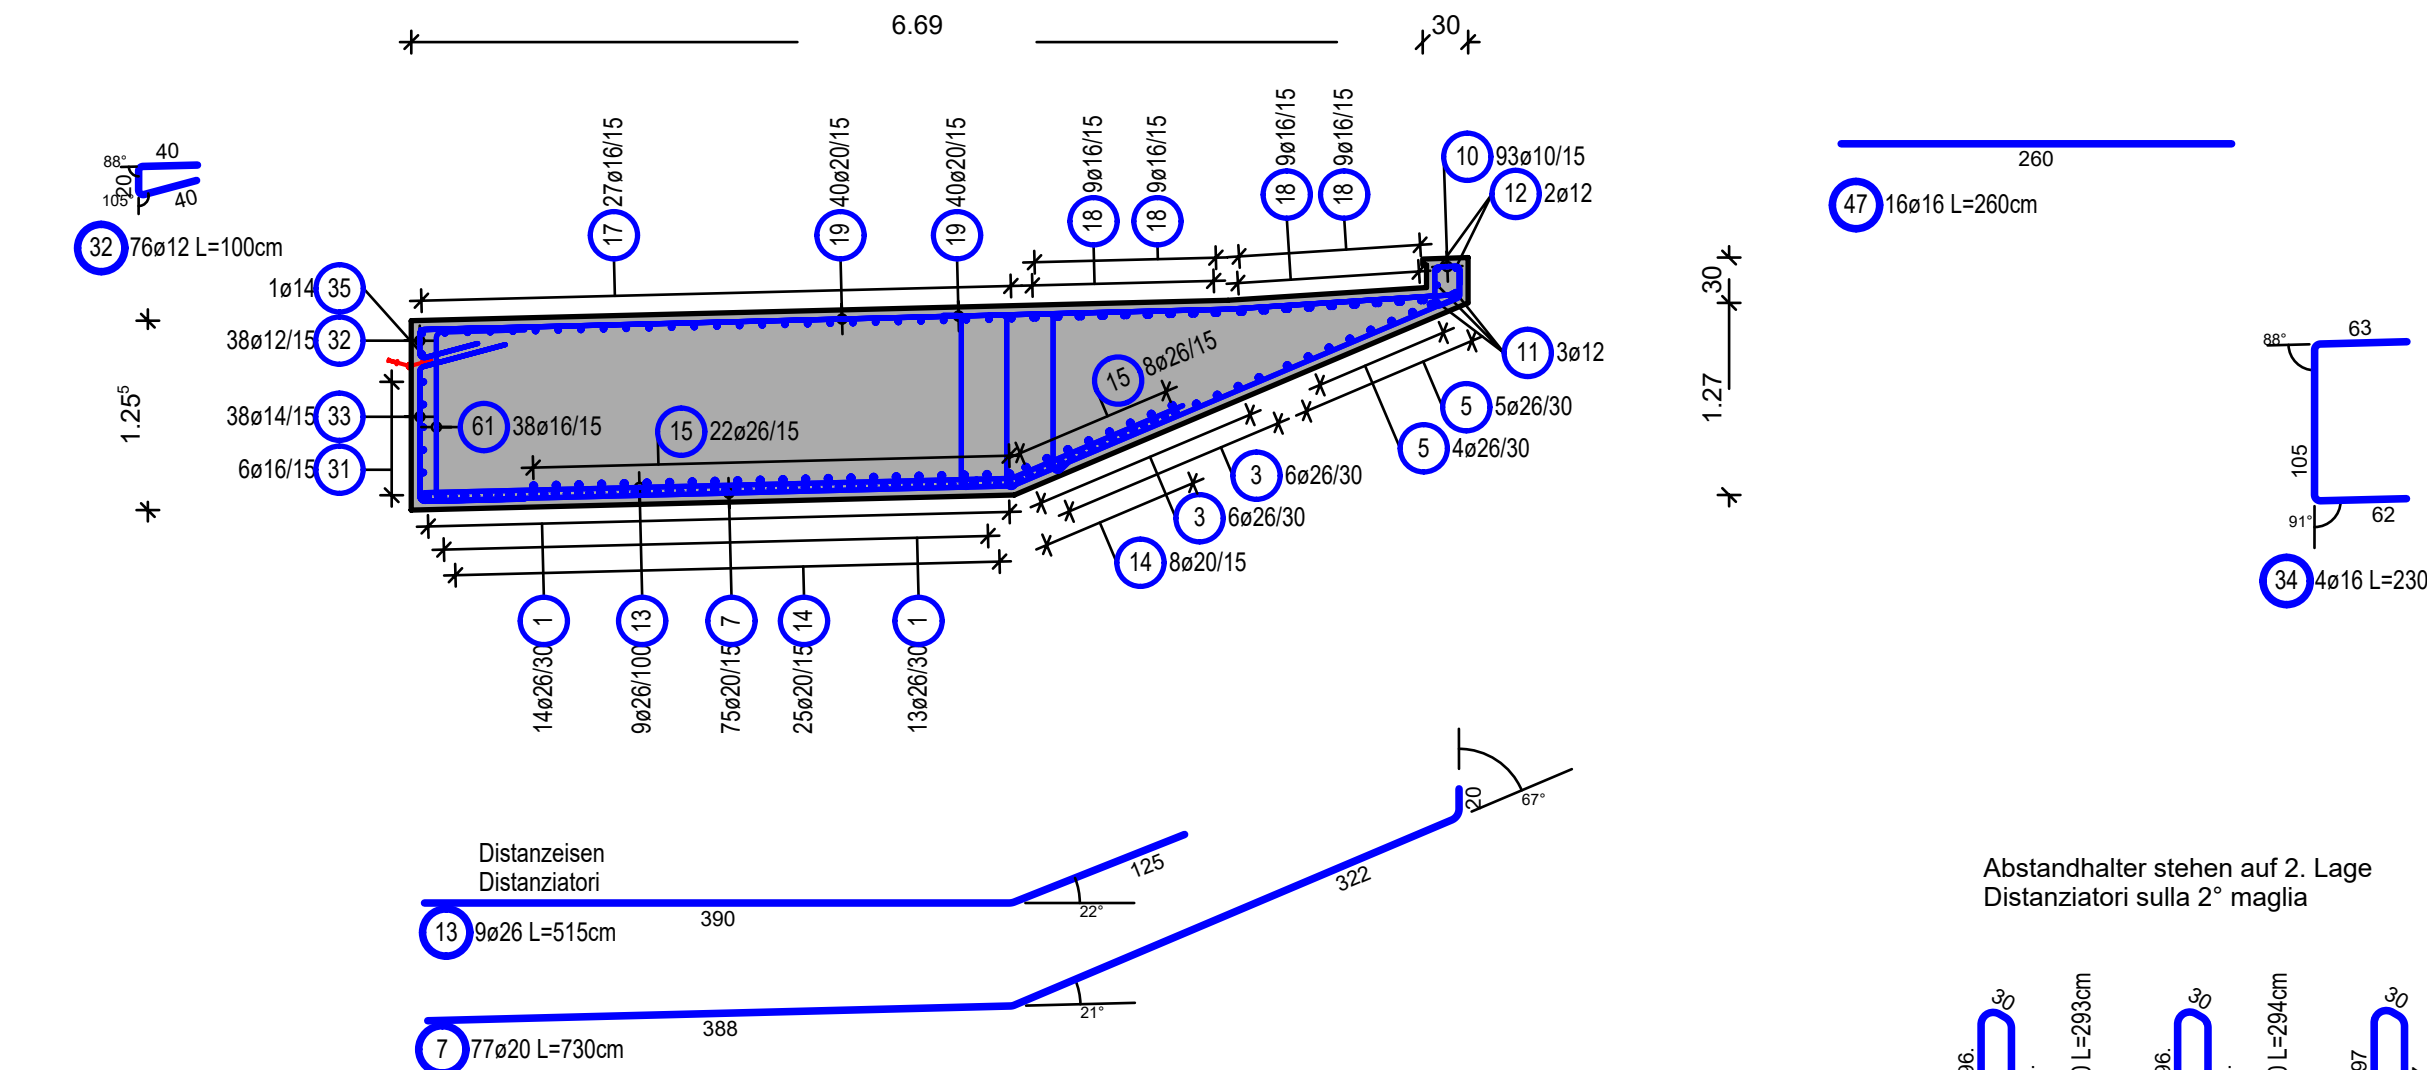 6.69
30
40
88°
20
105°
40
32 76ø12 L=100cm
27ø16/15
17
40ø20/15
19
40ø20/15
19
9ø16/15
18
9ø16/15
18
9ø16/15
18
9ø16/15
18
10 93ø10/15
12 2ø12
260
47 16ø16 L=260cm
1ø14 35
38ø12/15 32
38ø14/15 33
6ø16/15 31
1.25⁵
61 38ø16/15
15 22ø26/15
15 8ø26/15
11 3ø12
5 5ø26/30
5 4ø26/30
3 6ø26/30
3 6ø26/30
14 8ø20/15
30
1.27
88°
63
105
91°
62
34 4ø16 L=230
1
14ø26/30
13
9ø26/100
7
75ø20/15
14
25ø20/15
1
13ø26/30
Distanzeisen
Distanziatori
390
125
22°
13 9ø26 L=515cm
388
322
20
67°
21°
7 77ø20 L=730cm
Abstandhalter stehen auf 2. Lage
Distanziatori sulla 2° maglia
30
96.
L=293cm
30
96.
L=294cm
30
97